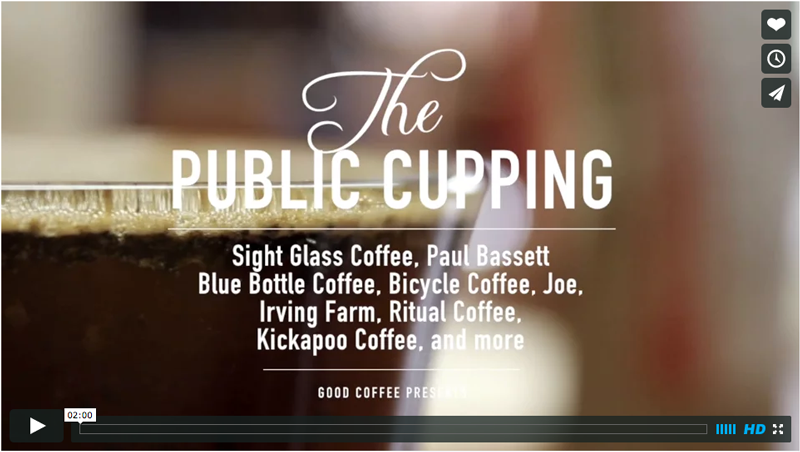 The
PUBLIC CUPPING
Sight Glass Coffee, Paul Bassett
Blue Bottle Coffee, Bicycle Coffee, Joe,
Irving Farm, Ritual Coffee,
Kickapoo Coffee, and more
GOOD COFFEE PRESENTS
02:00
HD